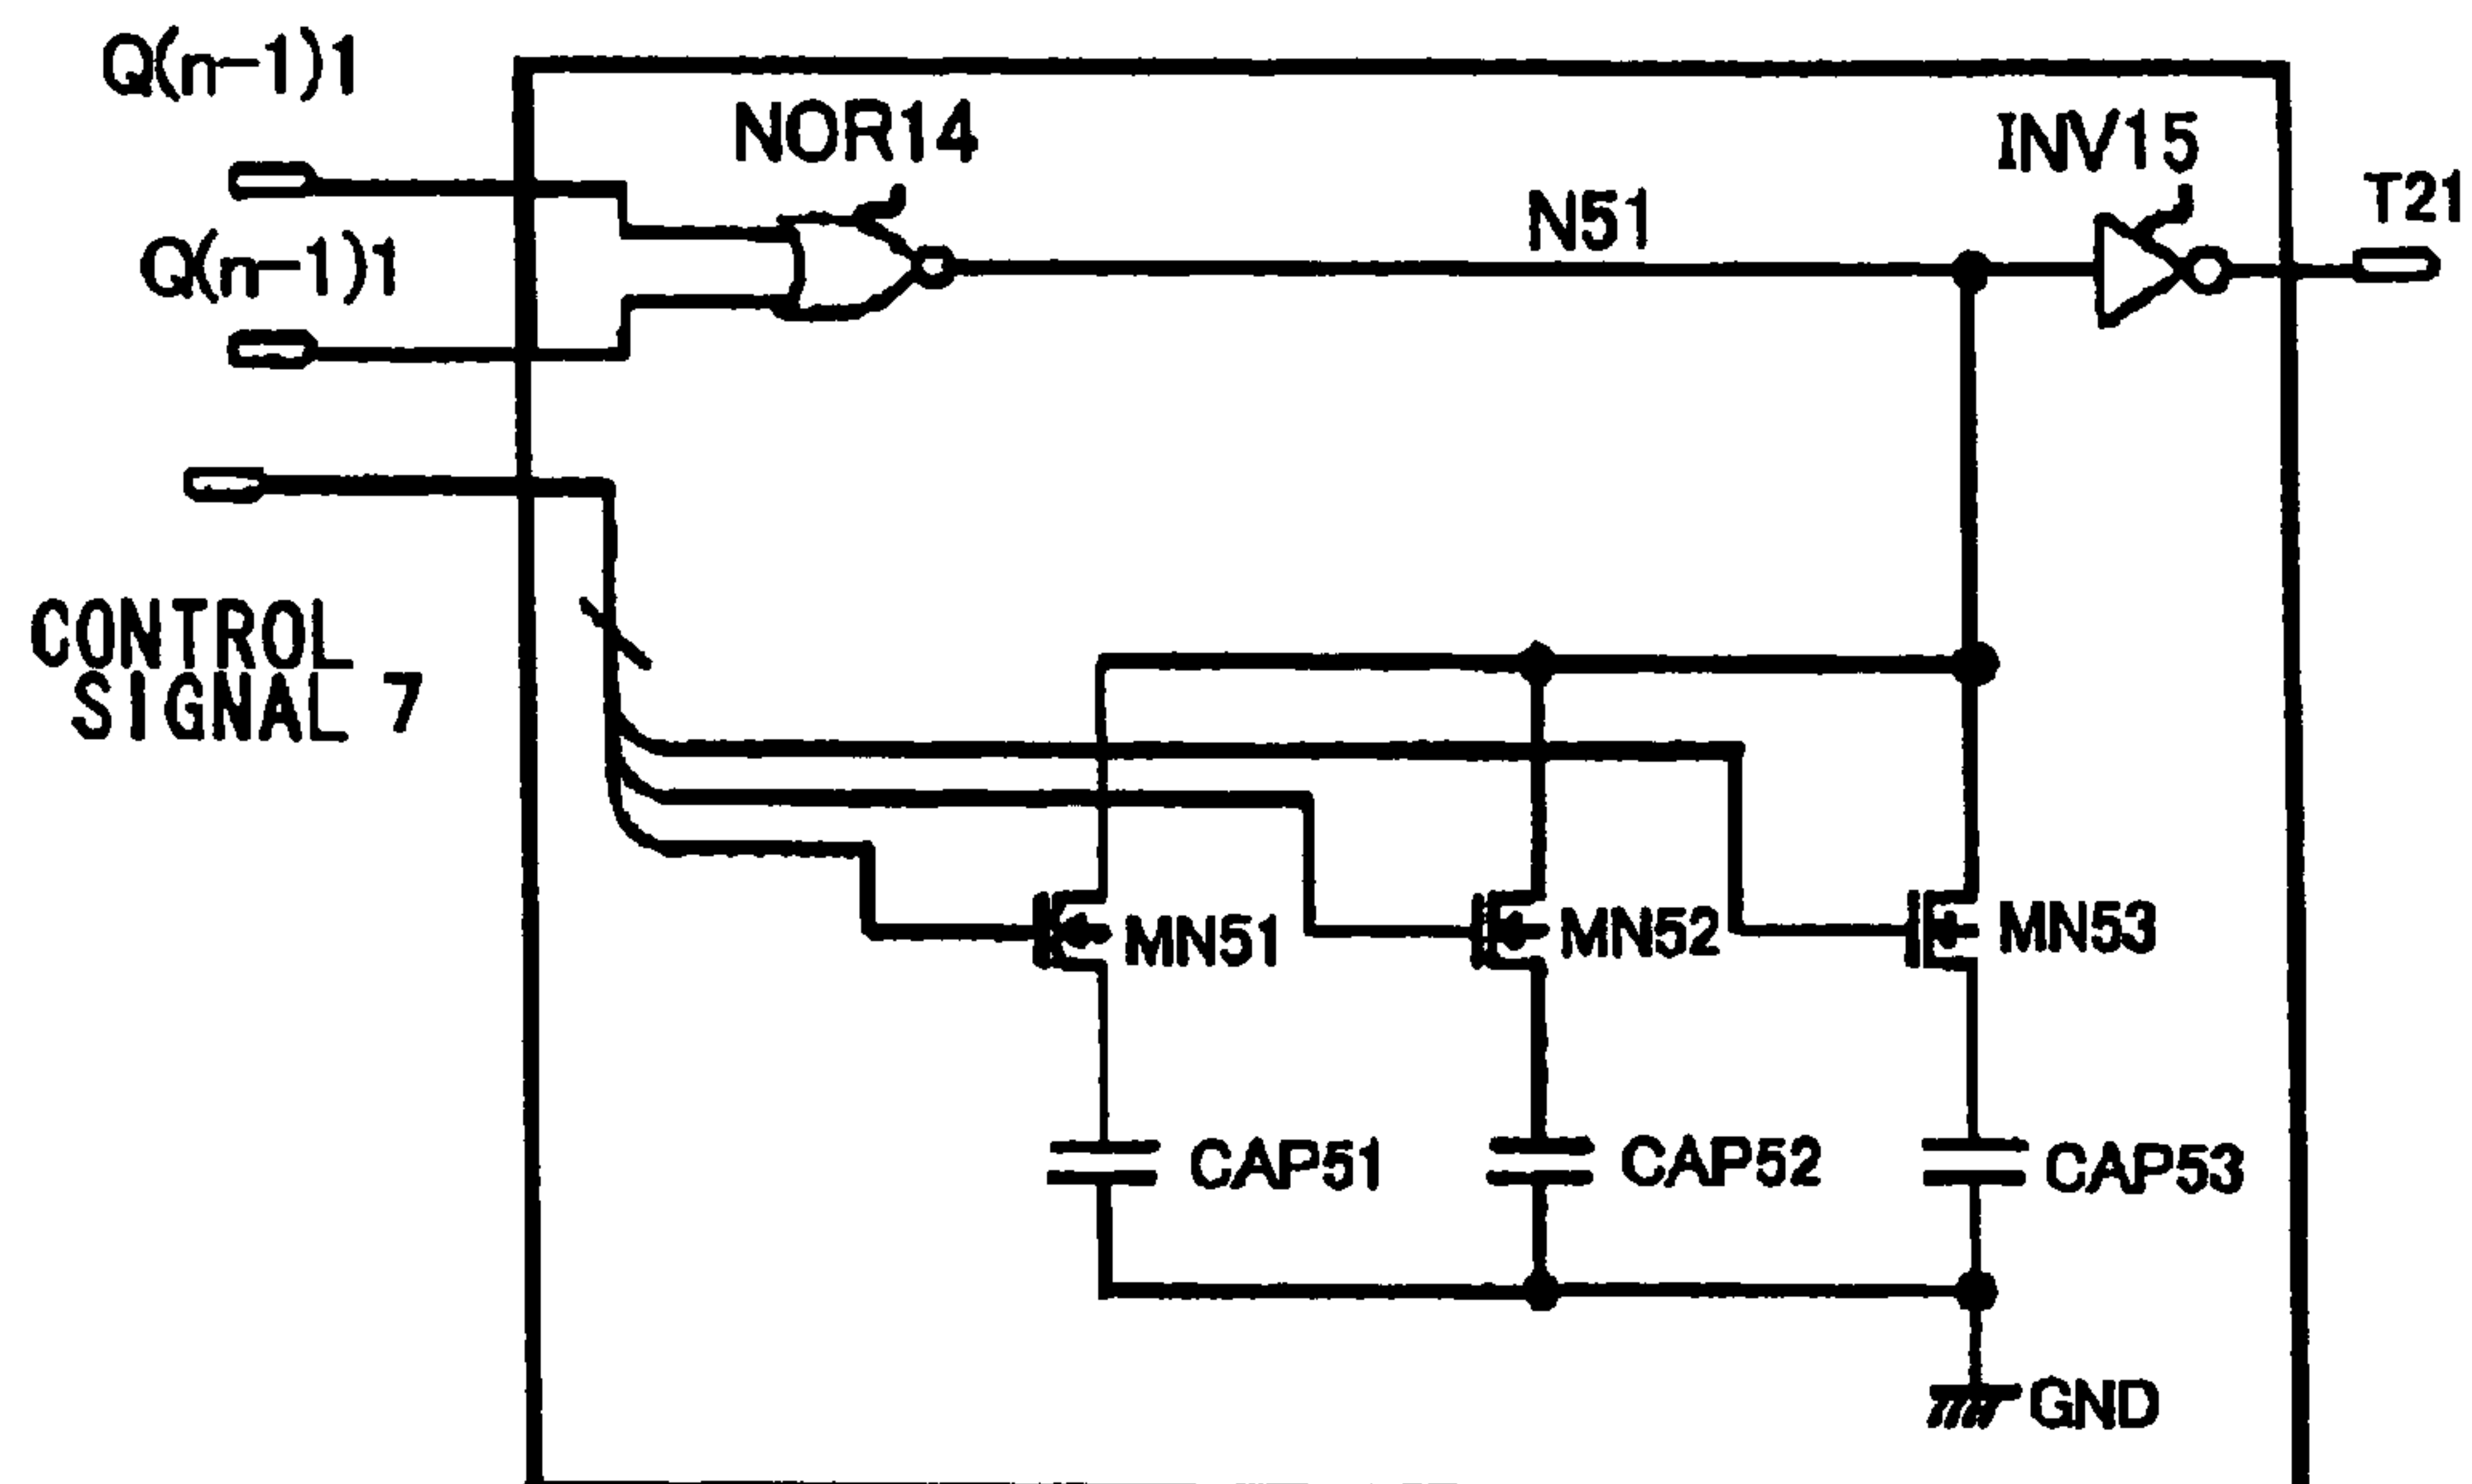 Q(n-1)1
NOR14
INV15
N51
T21
Q(n-1)1
CONTROL
SIGNAL 7
MN51
MN52
MN53
CAP51
CAP52
CAP53
GND